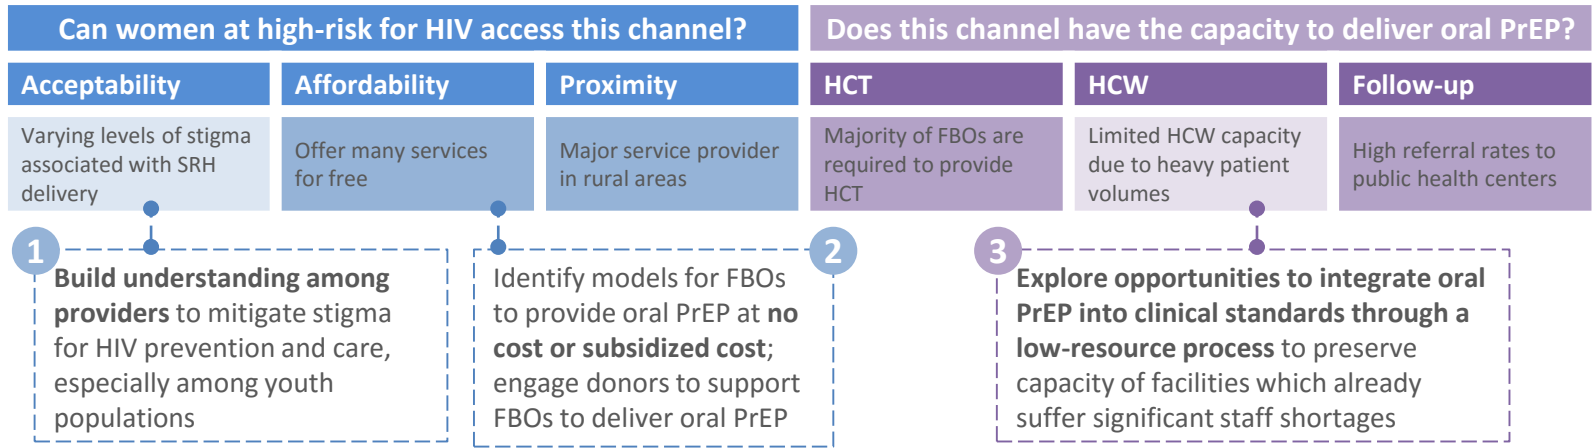 Can women at high-risk for HIV access this channel?
Does this channel have the capacity to deliver oral PrEP?
Acceptability
Affordability
Proximity
HCT
HCW
Follow-up
Varying levels of stigma
associated with SRH
delivery
Offer many services
for free
Major service provider
in rural areas
Majority of FBOs are
required to provide
HCT
Limited HCW capacity
due to heavy patient
volumes
High referral rates to
public health centers
1
Build understanding among
providers to mitigate stigma
for HIV prevention and care,
especially among youth
populations
2
Identify models for FBOs
to provide oral PrEP at no
cost or subsidized cost;
engage donors to support
FBOs to deliver oral PrEP
3
Explore opportunities to integrate oral
PrEP into clinical standards through a
low-resource process to preserve
capacity of facilities which already
suffer significant staff shortages